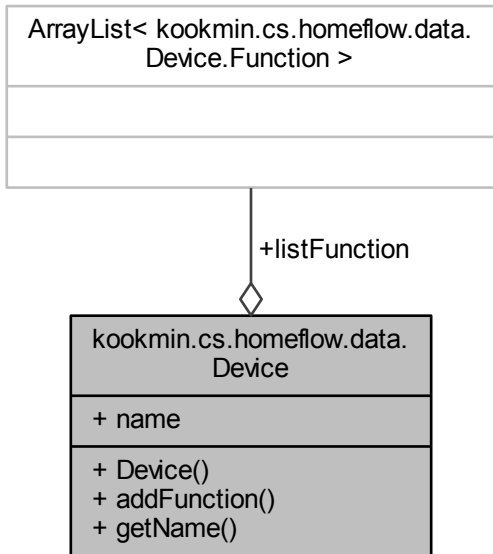 ArrayList< kookmin.cs.homeflow.data.
Device.Function >
+listFunction
kookmin.cs.homeflow.data.
Device
+ name
+ Device()
+ addFunction()
+ getName()